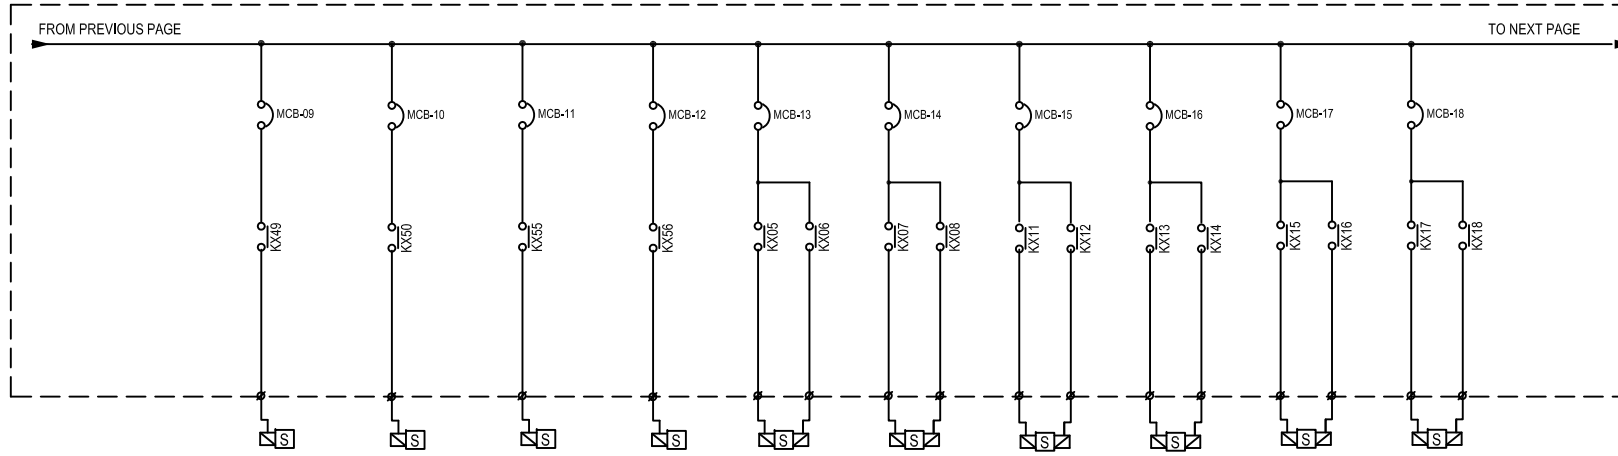 FROM PREVIOUS PAGE
TO NEXT PAGE
MCB-09
MCB-10
MCB-11
MCB-12
MCB-13
MCB-14
MCB-15
MCB-16
MCB-17
MCB-18
KX49
KX50
KX55
KX56
KX05
KX06
KX07
KX08
KX11
KX12
KX13
KX14
KX15
KX16
KX17
KX18
S
S
S
S
S
S
S
S
S
S